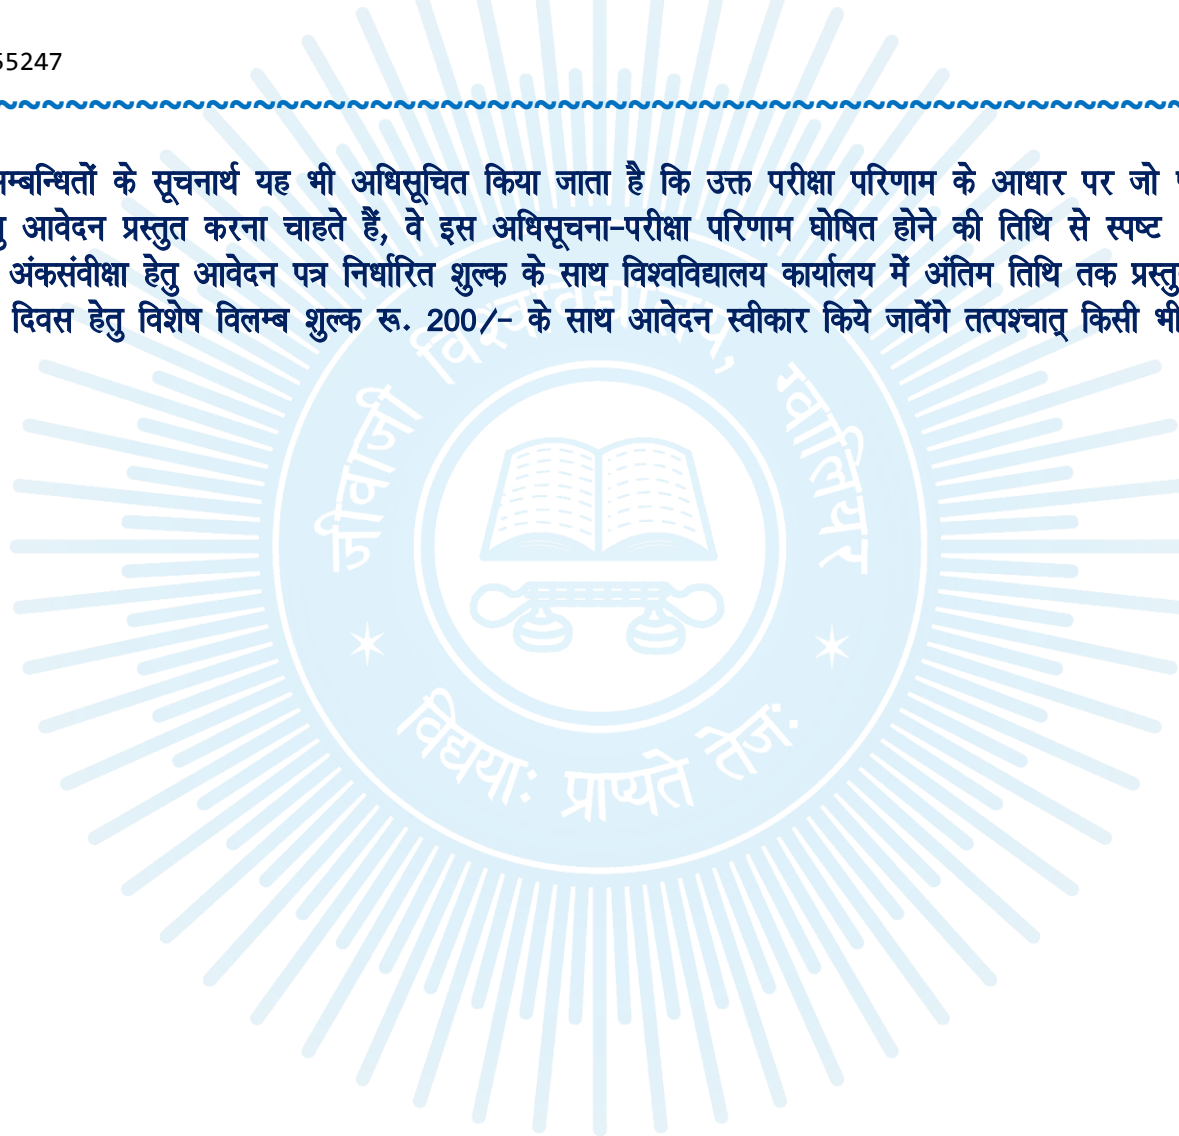 55247
सम्बन्धितों के सूचनार्थ यह भी अधिसूचित किया जाता है कि उक्त परीक्षा परिणाम के आधार पर जो
आवेदन प्रस्तुत करना चाहते हैं, वे इस अधिसूचना-परीक्षा परिणाम घोषित होने की तिथि से स्पष्ट
अंकसंवीक्षा हेतु आवेदन पत्र निर्धारित शुल्क के साथ विश्वविद्यालय कार्यालय में अंतिम तिथि तक
दिवस हेतु विशेष विलम्ब शुल्क रू. 200/- के साथ आवेदन स्वीकार किये जावेंगे तत्पश्चात् किसी भी
जीवाजी विश्वविद्यालय, ग्वालियर
विद्ययाः प्राप्यते तेजः